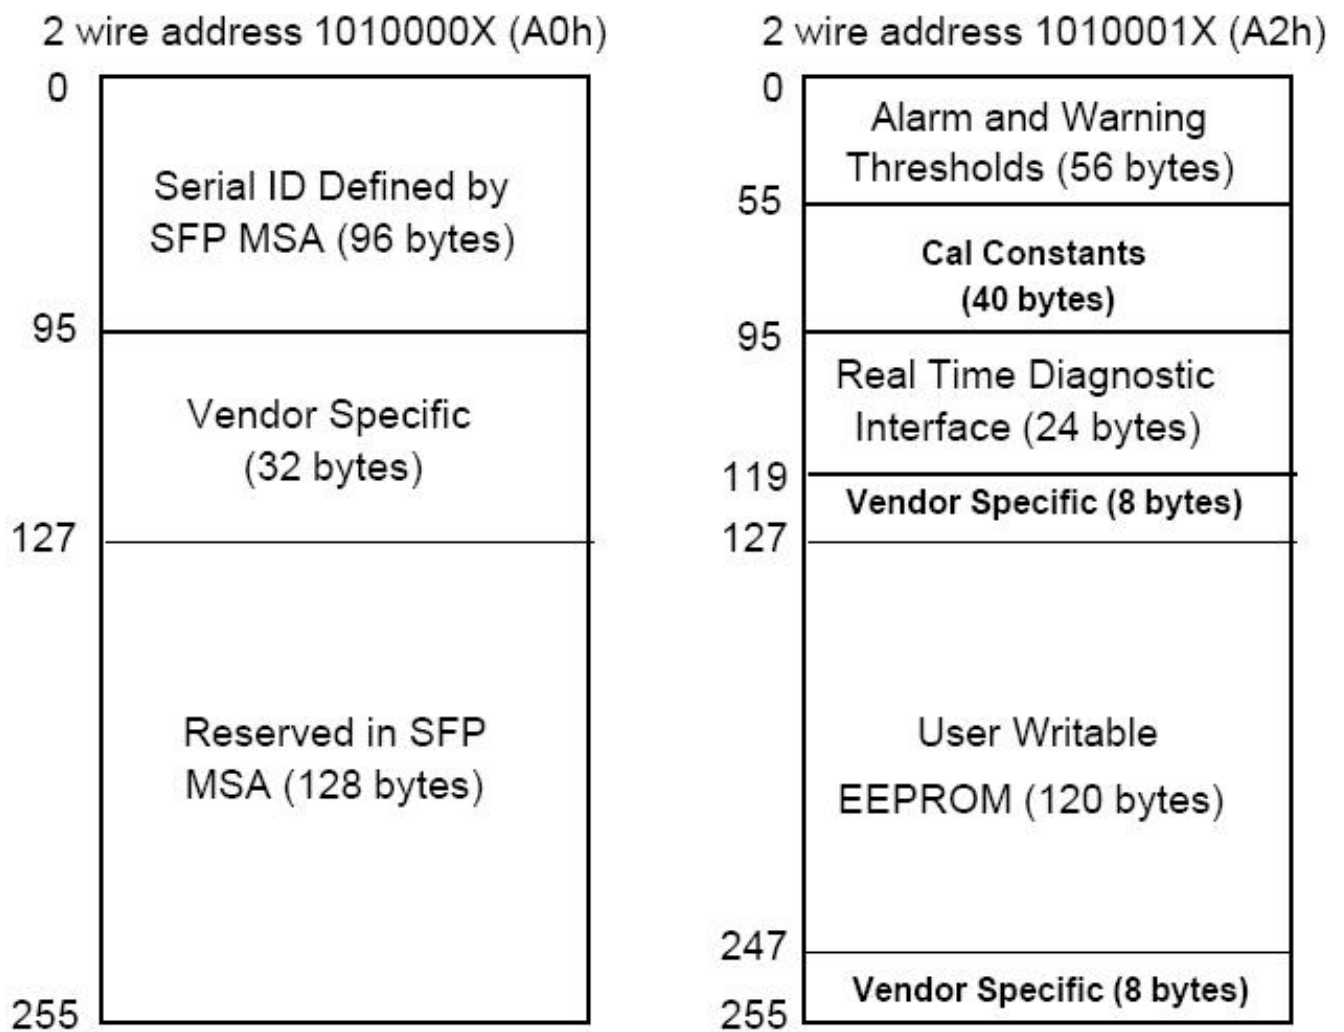 2 wire address 1010000X (A0h)
0
Serial ID Defined by
SFP MSA (96 bytes)
95
Vendor Specific
(32 bytes)
127
Reserved in SFP
MSA (128 bytes)
255
2 wire address 1010001X (A2h)
0
Alarm and Warning
Thresholds (56 bytes)
55
Cal Constants
(40 bytes)
95
Real Time Diagnostic
Interface (24 bytes)
119
Vendor Specific (8 bytes)
127
User Writable
EEPROM (120 bytes)
247
Vendor Specific (8 bytes)
255